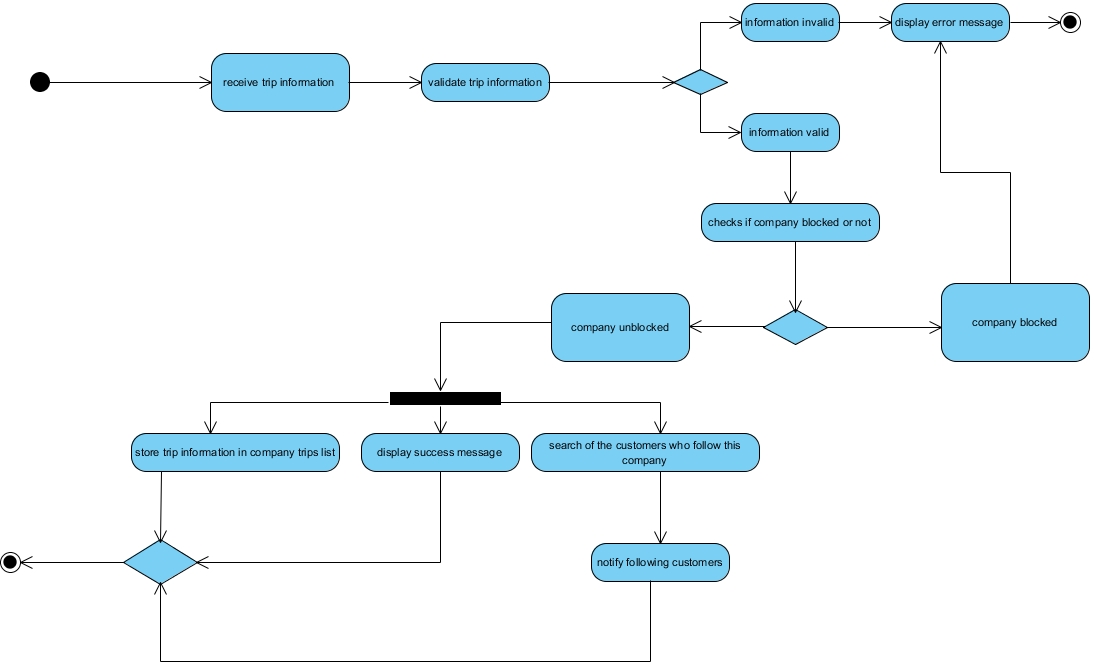 information invalid
display error message
receive trip information
validate trip information
information valid
checks if company blocked or not
company unblocked
company blocked
store trip information in company trips list
display success message
search of the customers who follow this
company
notify following customers